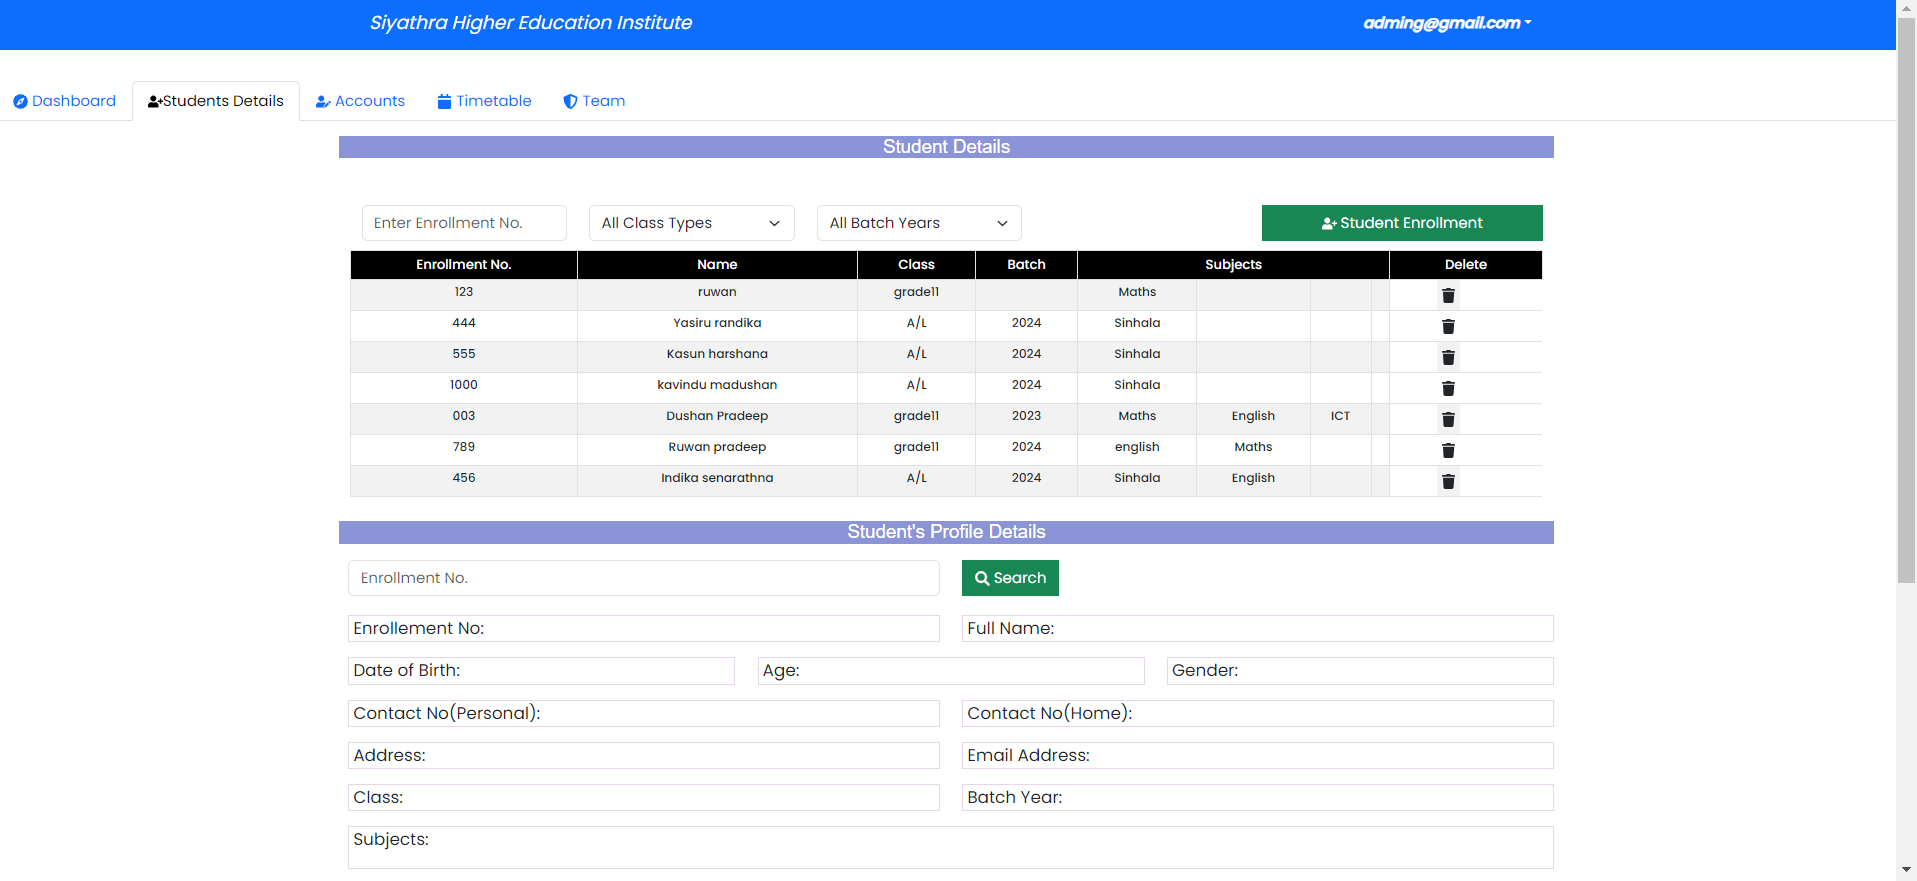 Siyathra Higher Education Institute adming@gmail.com
Dashboard Students Details Accounts Timetable Team
Student Details
Enter Enrollment No. All Class Types All Batch Years Student Enrollment
Enrollment No. Name Class Batch Subjects Delete
123 ruwan grade11 Maths
444 Yasiru randika A/L 2024 Sinhala
555 Kasun harshana A/L 2024 Sinhala
1000 kavindu madushan A/L 2024 Sinhala
003 Dushan Pradeep grade11 2023 Maths English ICT
789 Ruwan pradeep grade11 2024 english Maths
456 Indika senarathna A/L 2024 Sinhala English
Student's Profile Details
Enrollment No. Search
Enrollement No: Full Name:
Date of Birth: Age: Gender:
Contact No(Personal): Contact No(Home):
Address: Email Address:
Class: Batch Year:
Subjects: